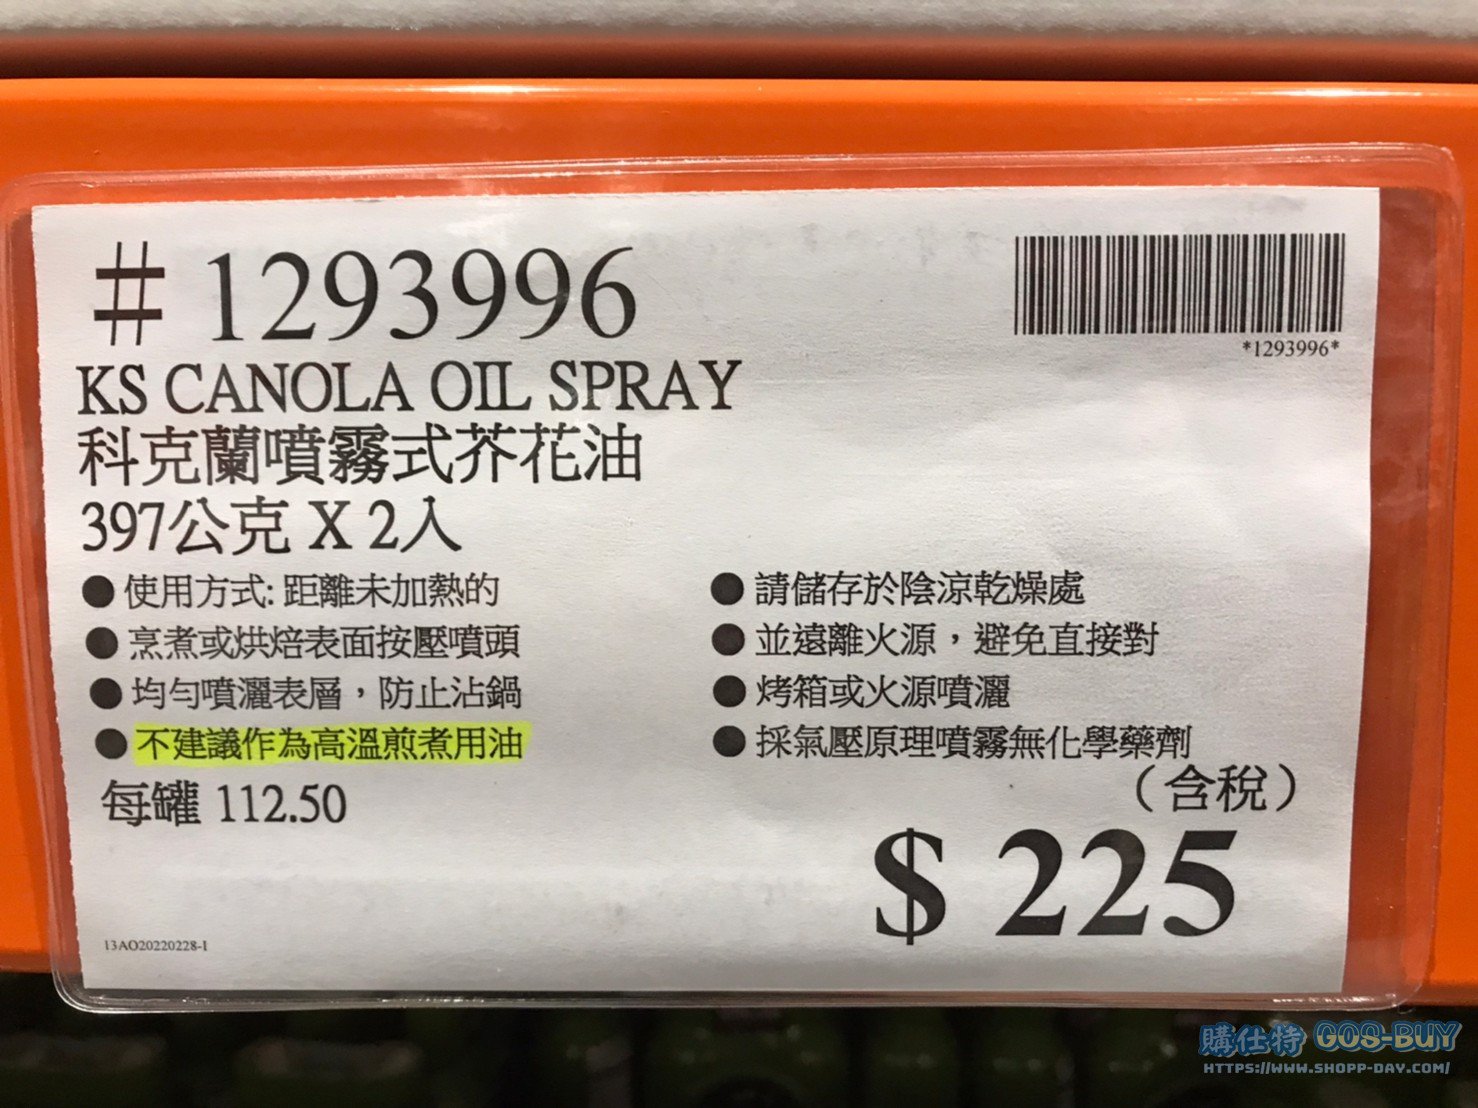 #1293996
*1293996*
KS CANOLA OIL SPRAY
科克蘭噴霧式芥花油
397公克 X 2入
● 使用方式: 距離未加熱的
● 烹煮或烘焙表面按壓噴頭
● 均勻噴灑表層，防止沾鍋
● 不建議作為高溫煎煮用油
● 請儲存於陰涼乾燥處
● 並遠離火源，避免直接對
● 烤箱或火源噴灑
● 採氣壓原理噴霧無化學藥劑
每罐 112.50
（含稅）
$ 225
13AO20220228-1
購仕特 GOS-BUY
HTTPS://WWW.SHOPP-DAY.COM/